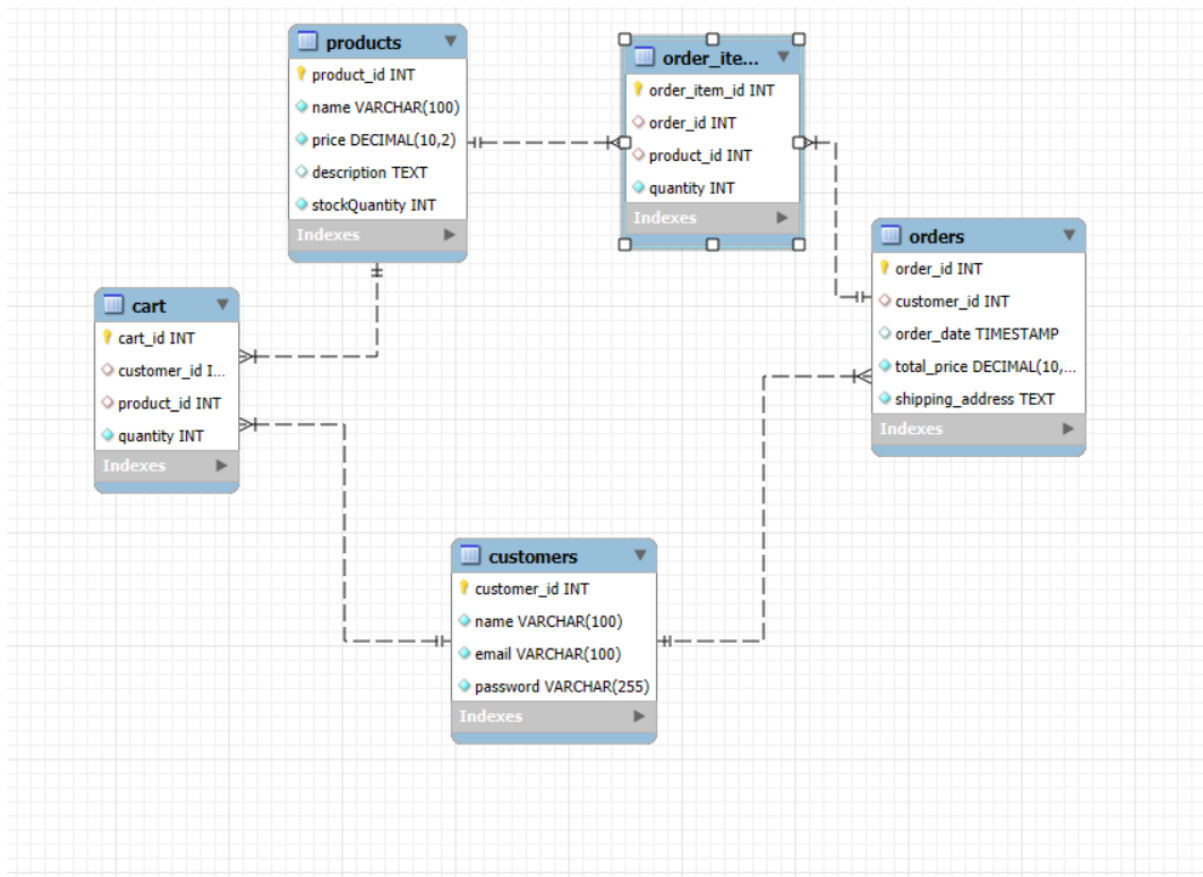 products
product_id INT
name VARCHAR(100)
price DECIMAL(10,2)
description TEXT
stockQuantity INT
Indexes
order_ite...
order_item_id INT
order_id INT
product_id INT
quantity INT
Indexes
orders
order_id INT
customer_id INT
order_date TIMESTAMP
total_price DECIMAL(10,...
shipping_address TEXT
Indexes
cart
cart_id INT
customer_id I...
product_id INT
quantity INT
Indexes
customers
customer_id INT
name VARCHAR(100)
email VARCHAR(100)
password VARCHAR(255)
Indexes